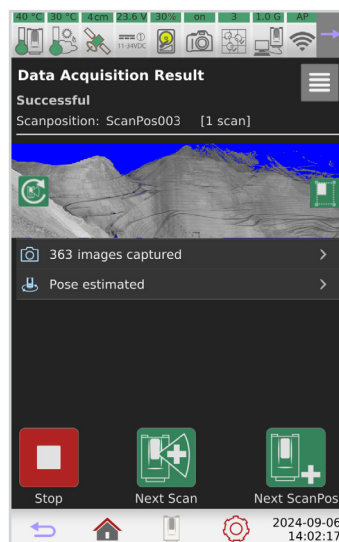 40 °C 30 °C 4cm 23.6 V 30% on 3 1.0 G AP
11-34VDC
Data Acquisition Result
Successful
Scanposition: ScanPos003 [1 scan]
363 images captured
Pose estimated
Stop Next Scan Next ScanPos
2024-09-06
14:02:17